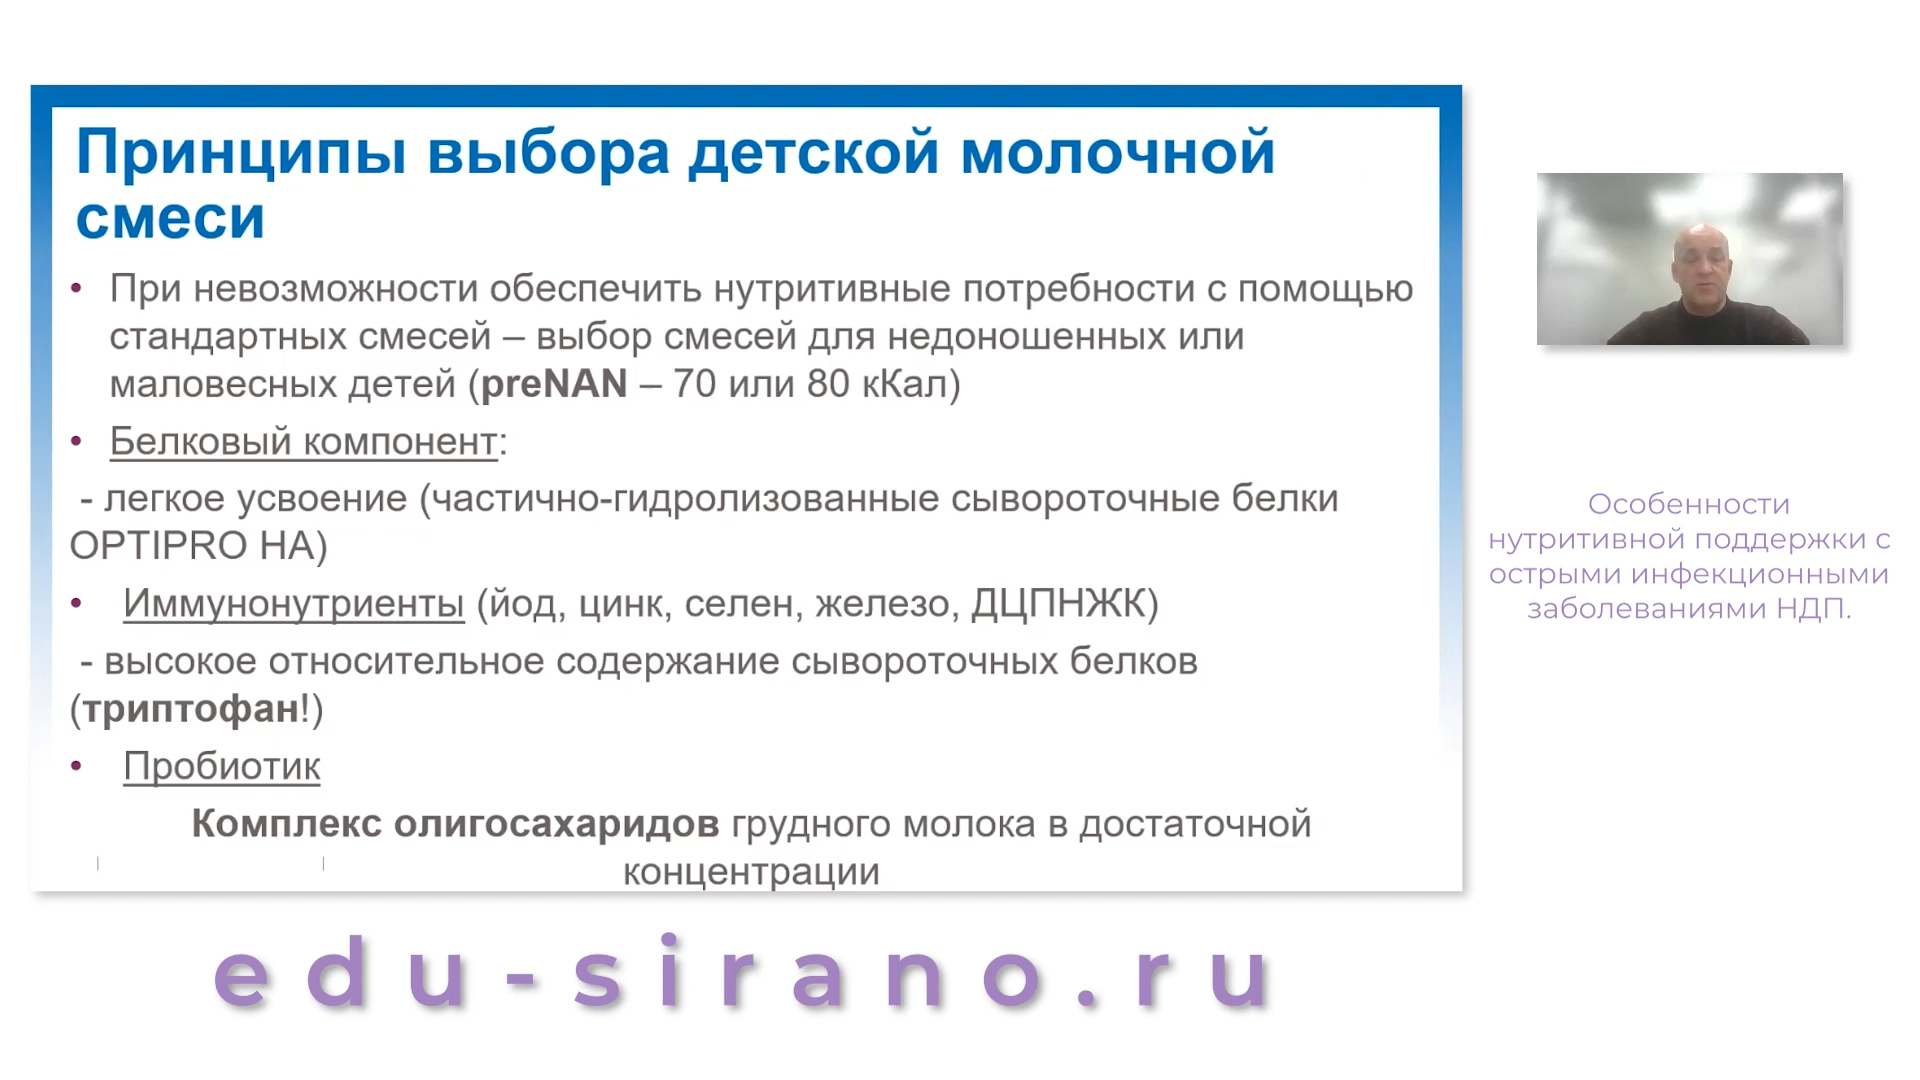 Принципы выбора детской молочной
смеси
• При невозможности обеспечить нутритивные потребности с помощью
стандартных смесей – выбор смесей для недоношенных или
маловесных детей (preNAN – 70 или 80 кКал)
• Белковый компонент:
- легкое усвоение (частично-гидролизованные сывороточные белки
OPTIPRO HA)
• Иммунонутриенты (йод, цинк, селен, железо, ДЦПНЖК)
- высокое относительное содержание сывороточных белков
(триптофан!)
• Пробиотик
Комплекс олигосахаридов грудного молока в достаточной
концентрации
Особенности
нутритивной поддержки с
острыми инфекционными
заболеваниями НДП.
edu-sirano.ru